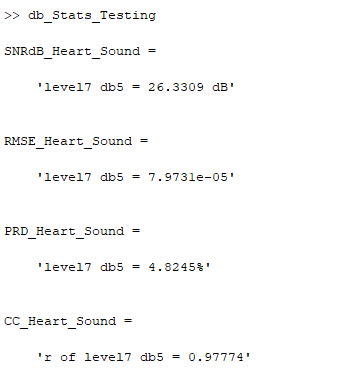 >> db_Stats_Testing
SNRdB_Heart_Sound =
'level7 db5 = 26.3309 dB'
RMSE_Heart_Sound =
'level7 db5 = 7.9731e-05'
PRD_Heart_Sound =
'level7 db5 = 4.8245%'
CC_Heart_Sound =
'r of level7 db5 = 0.97774'